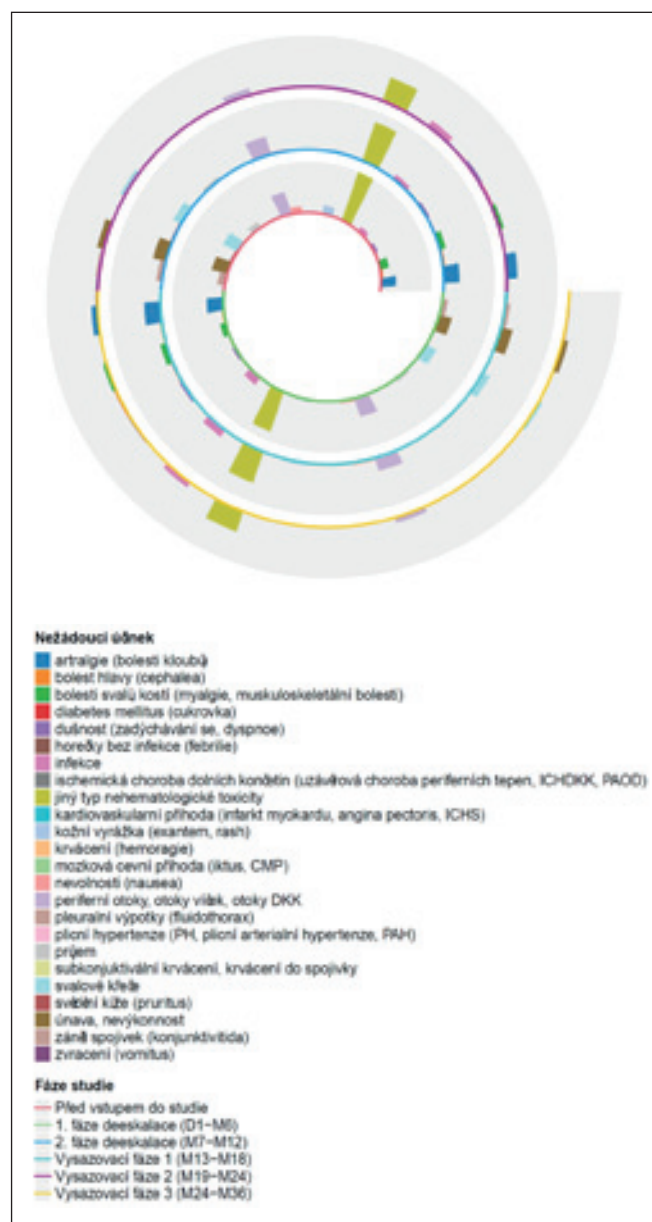 Nežádoucí účinek
artralgie (bolesti kloubů)
bolest hlavy (cephalea)
bolesti svalů, kostí (myalgie, muskuloskeletální bolesti)
diabetes mellitus (cukrovka)
dušnost (zadýchávání se, dyspnoe)
horečky bez infekce (febrilie)
infekce
ischemická choroba dolních končetin (uzávěrová choroba periferních tepen, ICHDKK, PAOD)
jiný typ nehematologické toxicity
kardiovaskularní příhoda (infarkt myokardu, angina pectoris, ICHS)
kožní vyrážka (exantem, rash)
krvácení (hemoragie)
mozková cevní příhoda (iktus, CMP)
nevolnosti (nausea)
periferní otoky, otoky víček, otoky DKK
pleuralní výpotky (fluidothorax)
plicní hypertenze (PH, plicní arterialní hypertenze, PAH)
průjem
subkonjuktivální krvácení, krvácení do spojivky
svalové křeče
svědění kůže (pruritus)
únava, nevýkonnost
zánět spojivek (konjunktivitida)
zvracení (vomitus)
Fáze studie
Před vstupem do studie
1. fáze deeskalace (D1–M6)
2. fáze deeskalace (M7–M12)
Vysazovací fáze 1 (M13–M18)
Vysazovací fáze 2 (M19–M24)
Vysazovací fáze 3 (M24–M36)